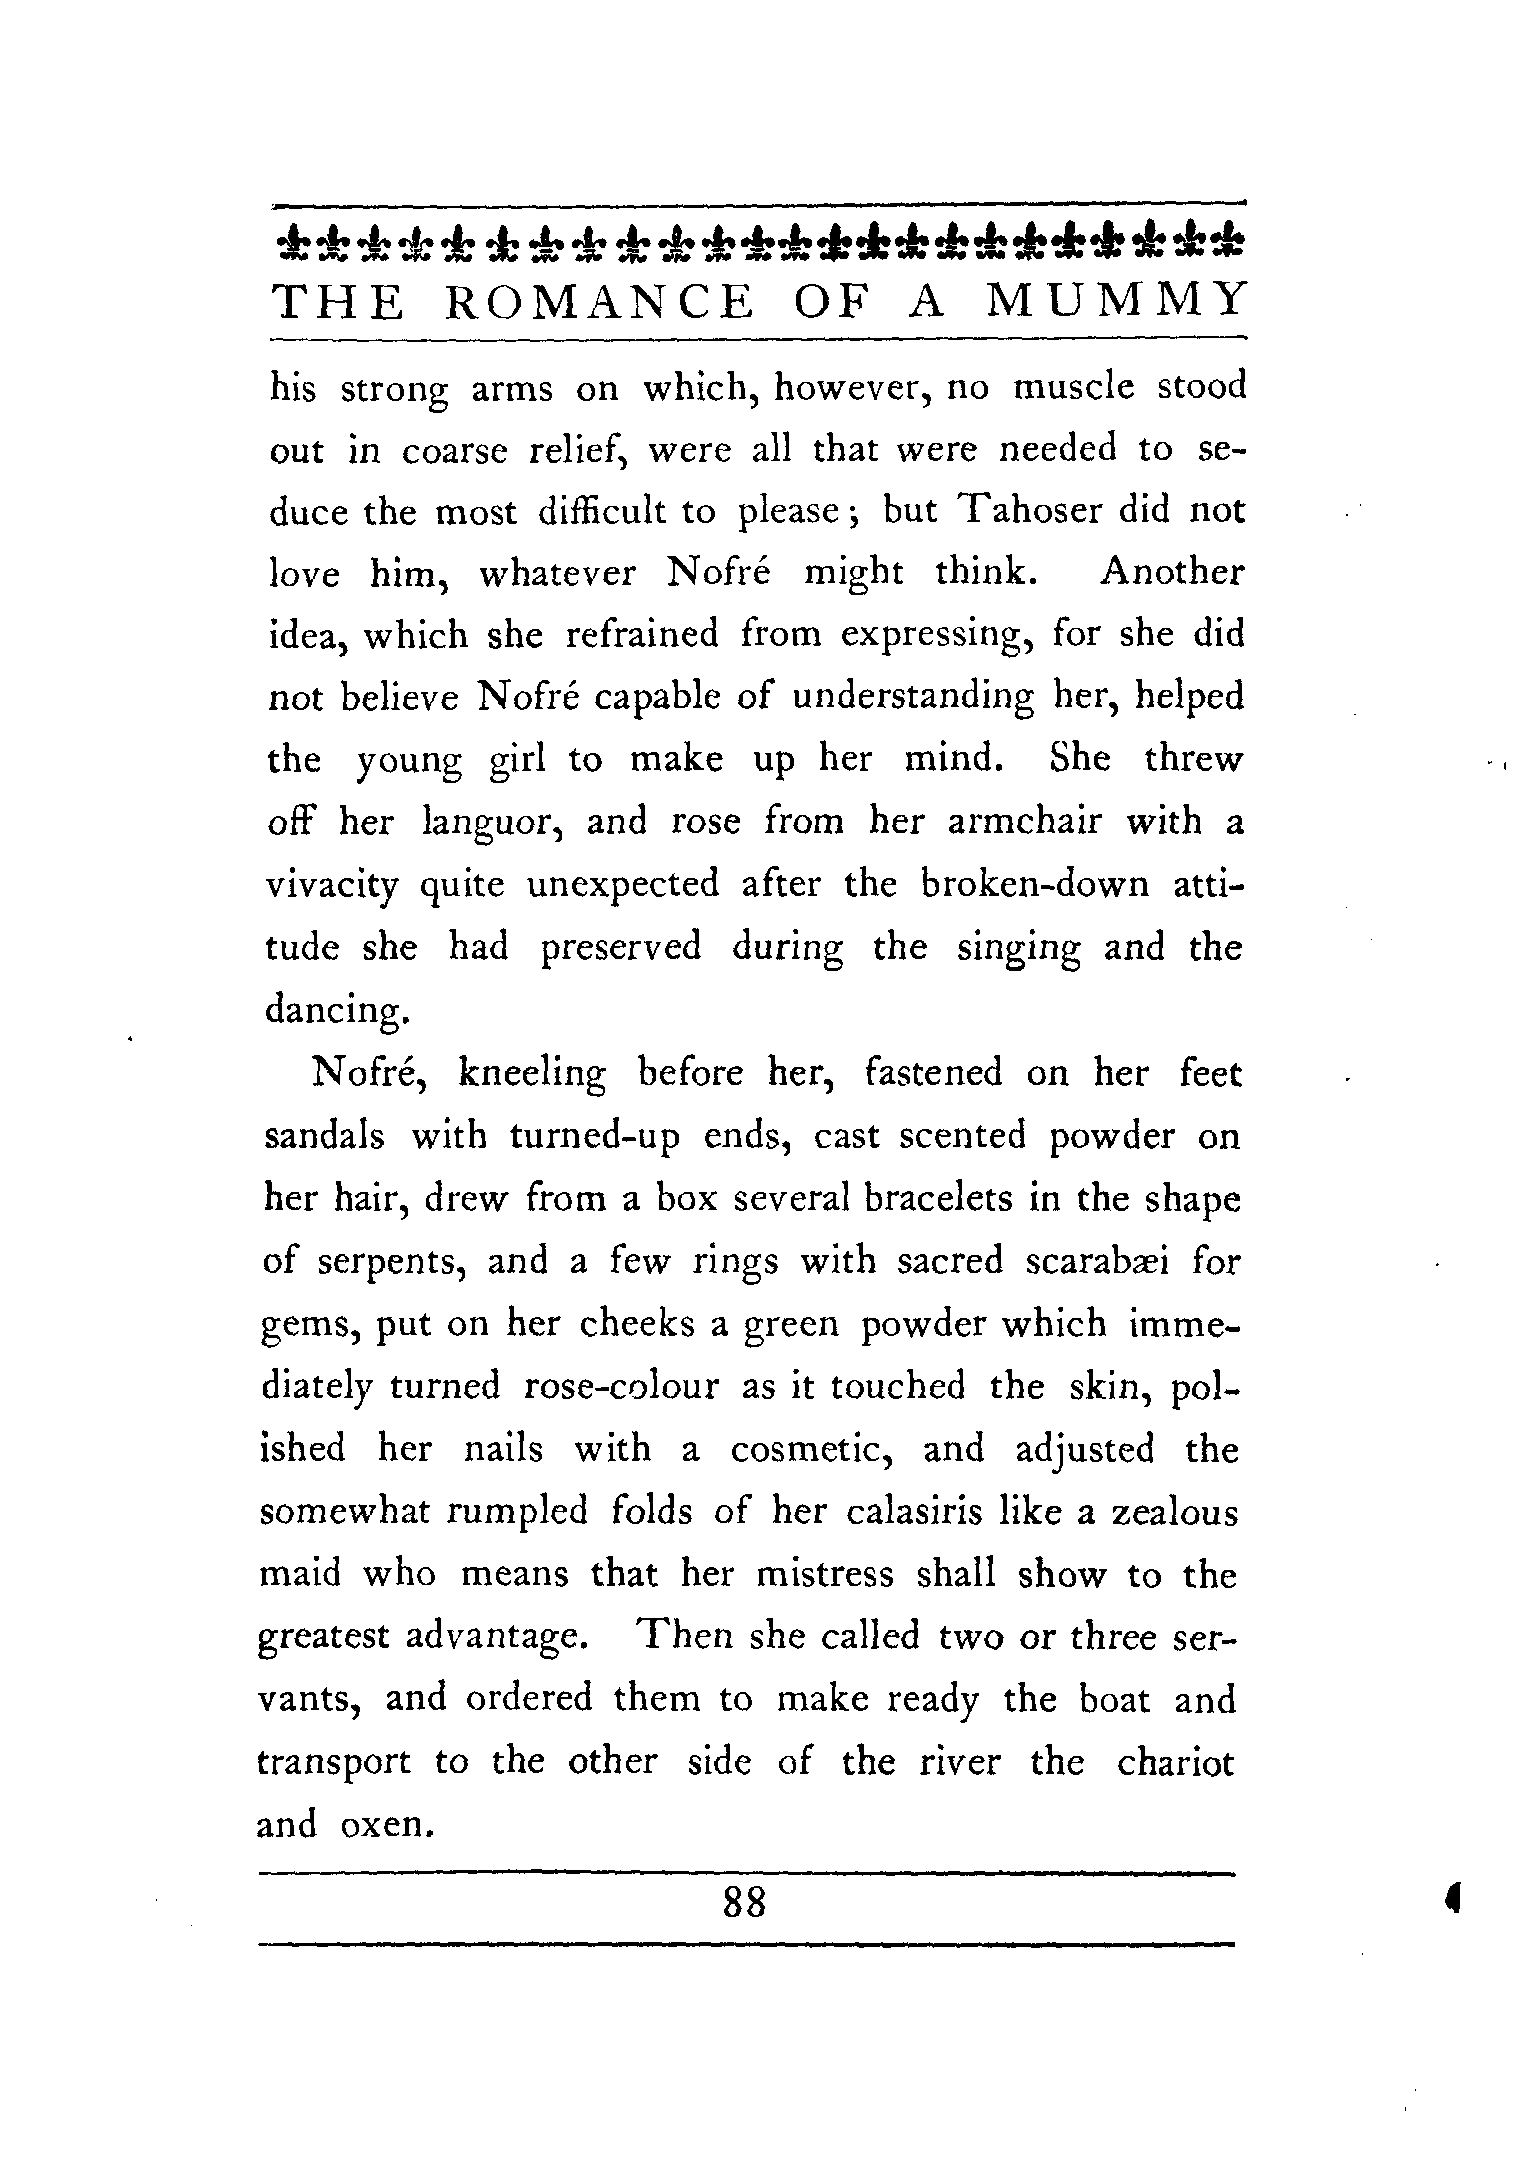 THE ROMANCE OF A MUMMY
his strong arms on which, however, no muscle stood
out in coarse relief, were all that were needed to se-
duce the most difficult to please; but Tahoser did not
love him, whatever Nofré might think. Another
idea, which she refrained from expressing, for she did
not believe Nofré capable of understanding her, helped
the young girl to make up her mind. She threw
off her languor, and rose from her armchair with a
vivacity quite unexpected after the broken-down atti-
tude she had preserved during the singing and the
dancing.
Nofré, kneeling before her, fastened on her feet
sandals with turned-up ends, cast scented powder on
her hair, drew from a box several bracelets in the shape
of serpents, and a few rings with sacred scarabæi for
gems, put on her cheeks a green powder which imme-
diately turned rose-colour as it touched the skin, pol-
ished her nails with a cosmetic, and adjusted the
somewhat rumpled folds of her calasiris like a zealous
maid who means that her mistress shall show to the
greatest advantage. Then she called two or three ser-
vants, and ordered them to make ready the boat and
transport to the other side of the river the chariot
and oxen.
88